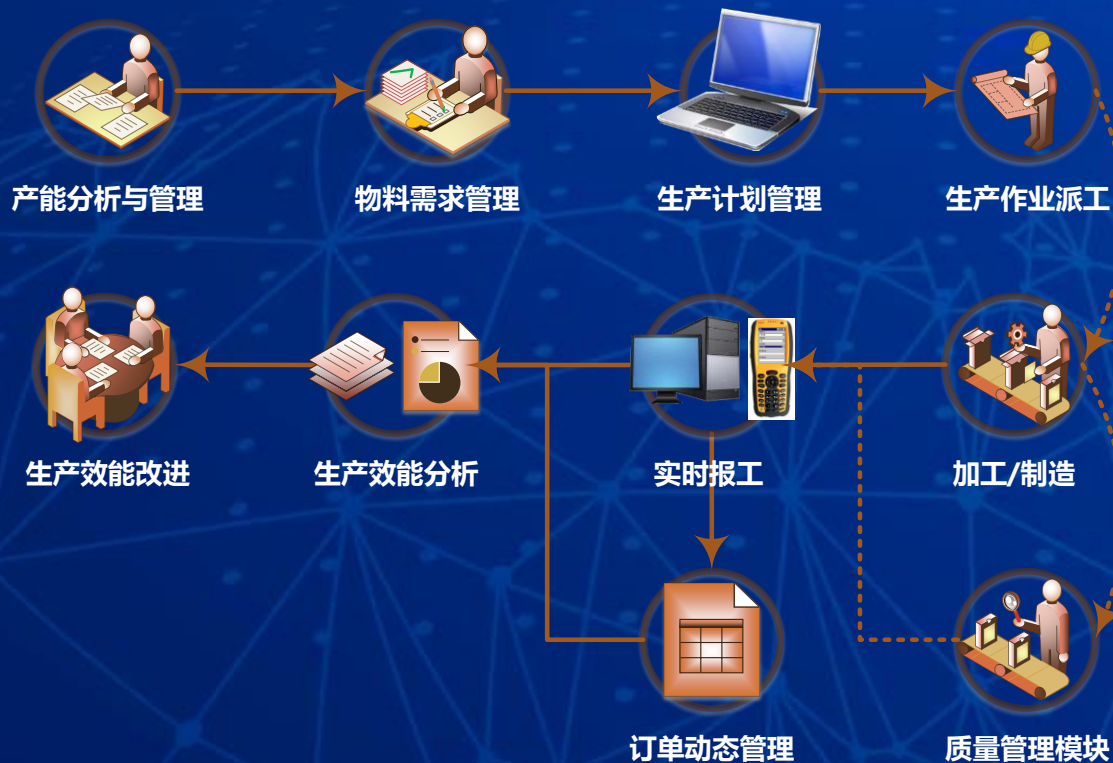 产能分析与管理
物料需求管理
生产计划管理
生产作业派工
生产效能改进
生产效能分析
实时报工
加工/制造
订单动态管理
质量管理模块